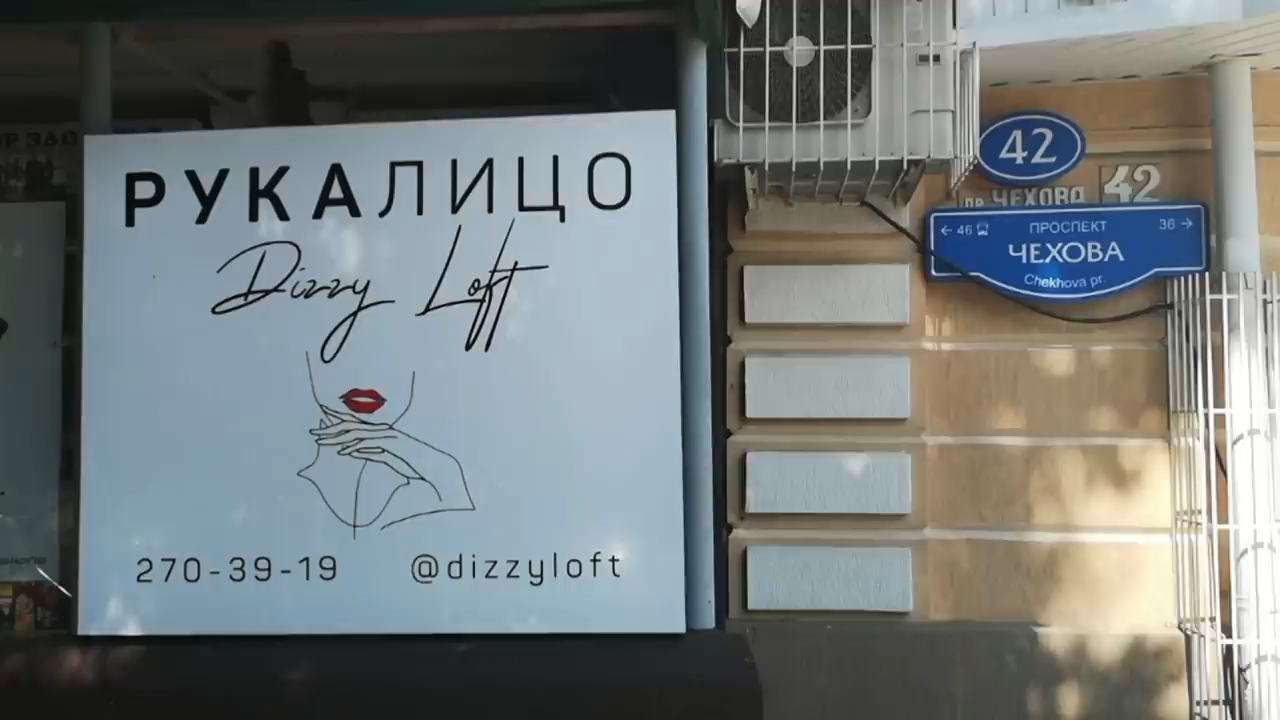 РУКАЛИЦО
Dizzy Loft
270-39-19 @dizzyloft
42
пр. ЧЕХОВА 42
← 46 ПРОСПЕКТ 36 →
ЧЕХОВА
Chekhova pr.